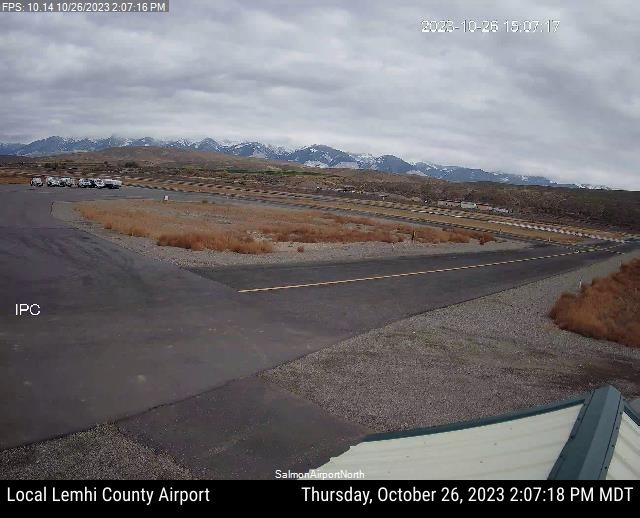 FPS: 10.14 10/26/2023 2:07:16 PM
2023-10-26 15:07:17
IPC
SalmonAirportNorth
Local Lemhi County Airport Thursday, October 26, 2023 2:07:18 PM MDT